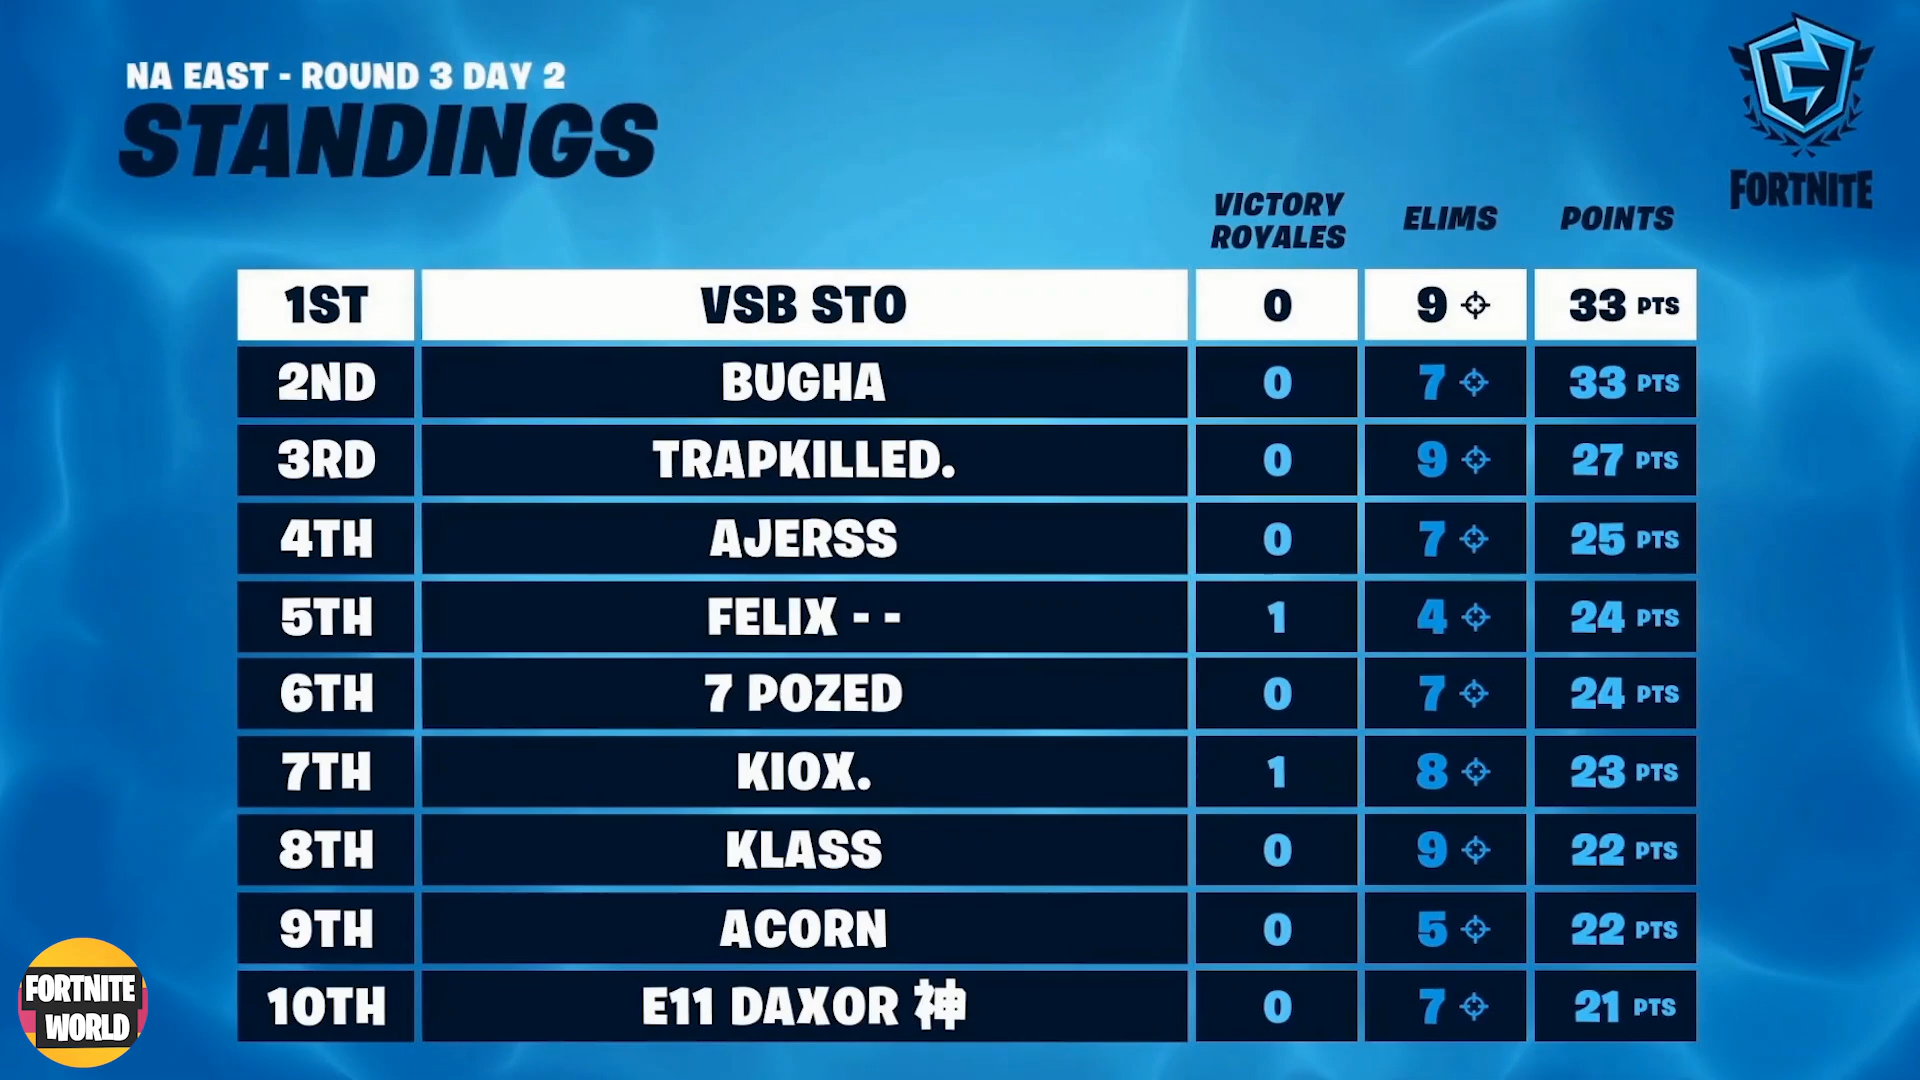 NA EAST - ROUND 3 DAY 2
STANDINGS
FORTNITE
VICTORY ROYALES ELIMS POINTS
1ST VSB STO 0 9 33 PTS
2ND BUGHA 0 7 33 PTS
3RD TRAPKILLED. 0 9 27 PTS
4TH AJERSS 0 7 25 PTS
5TH FELIX - - 1 4 24 PTS
6TH 7 POZED 0 7 24 PTS
7TH KIOX. 1 8 23 PTS
8TH KLASS 0 9 22 PTS
9TH ACORN 0 5 22 PTS
10TH E11 DAXOR 神 0 7 21 PTS
FORTNITE
WORLD